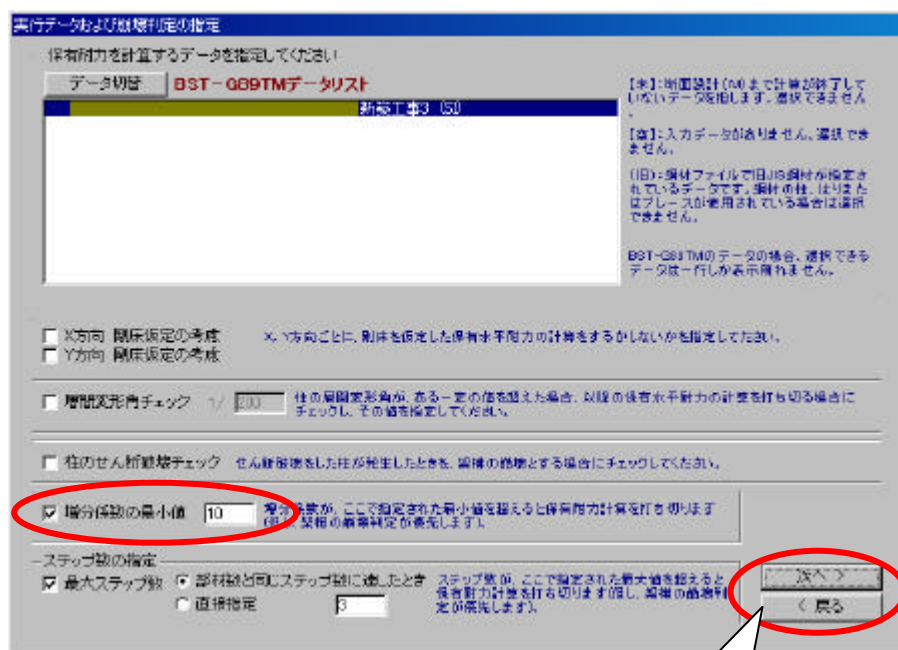 実行データおよび崩壊判定の指定
保有耐力を計算するデータを指定してください
データ切替 BST-G89TMデータリスト
新築工事3 (SI)
【未】:断面設計(M)まで計算が終了して
いないデータを指します。選択できません
。
【空】:入力データがありません。選択でき
ません。
(旧):鋼材ファイルで旧JIS鋼材が指定さ
れているデータです。鋼材の柱、はりまた
はブレースが使用されている場合は選択
できません。
BST-G89TMのデータの場合、選択できる
データは一行しか表示されません。
X方向 剛床仮定の考慮 X、Y方向ごとに、剛床を仮定した保有水平耐力の計算をするかしないかを指定してください。
Y方向 剛床仮定の考慮
層間変形角チェック 1/ 200 柱の層間変形角が、ある一定の値を超えた場合、以降の保有水平耐力の計算を打ち切る場合に
チェックし、その値を指定してください。
柱のせん断破壊チェック せん断破壊をした柱が発生したときを、架構の崩壊とする場合にチェックしてください。
増分係数の最小値 10 増分係数が、ここで指定された最小値を超えると保有耐力計算を打ち切ります
(但し、架構の崩壊判定が優先します)。
ステップ数の指定
最大ステップ数 部材数と同じステップ数に達したとき ステップ数が、ここで指定された最大値を超えると
保有耐力計算を打ち切ります(但し、架構の崩壊判
定が優先します)。
直接指定 3
次へ >
< 戻る